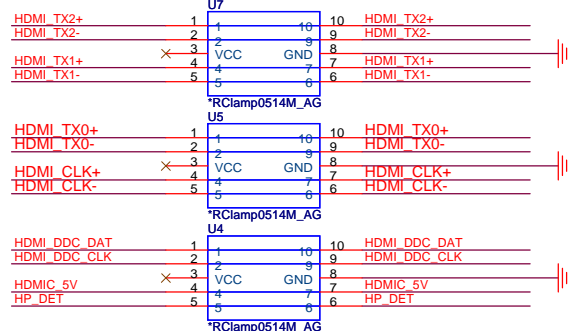 U7
HDMI_TX2+ 1 1 10 10 HDMI_TX2+
HDMI_TX2- 2 2 9 9 HDMI_TX2-
3 VCC GND 8
HDMI_TX1+ 4 4 7 7 HDMI_TX1+
HDMI_TX1- 5 5 6 6 HDMI_TX1-
*RClamp0514M_AG
U5
HDMI_TX0+ 1 1 10 10 HDMI_TX0+
HDMI_TX0- 2 2 9 9 HDMI_TX0-
3 VCC GND 8
HDMI_CLK+ 4 4 7 7 HDMI_CLK+
HDMI_CLK- 5 5 6 6 HDMI_CLK-
*RClamp0514M_AG
U4
HDMI_DDC_DAT 1 1 10 10 HDMI_DDC_DAT
HDMI_DDC_CLK 2 2 9 9 HDMI_DDC_CLK
3 VCC GND 8
HDMIC_5V 4 4 7 7 HDMIC_5V
HP_DET 5 5 6 6 HP_DET
*RClamp0514M_AG